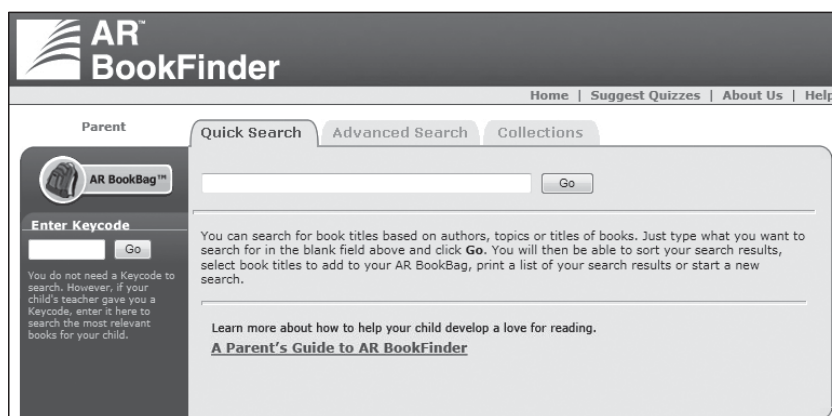 AR™
BookFinder
Home | Suggest Quizzes | About Us | Help
Parent
Quick Search
Advanced Search
Collections
AR BookBag™
Go
Enter Keycode
Go
You do not need a Keycode to
search. However, if your
child's teacher gave you a
Keycode, enter it here to
search the most relevant
books for your child.
You can search for book titles based on authors, topics or titles of books. Just type what you want to
search for in the blank field above and click Go. You will then be able to sort your search results,
select book titles to add to your AR BookBag, print a list of your search results or start a new
search.
Learn more about how to help your child develop a love for reading.
A Parent's Guide to AR BookFinder